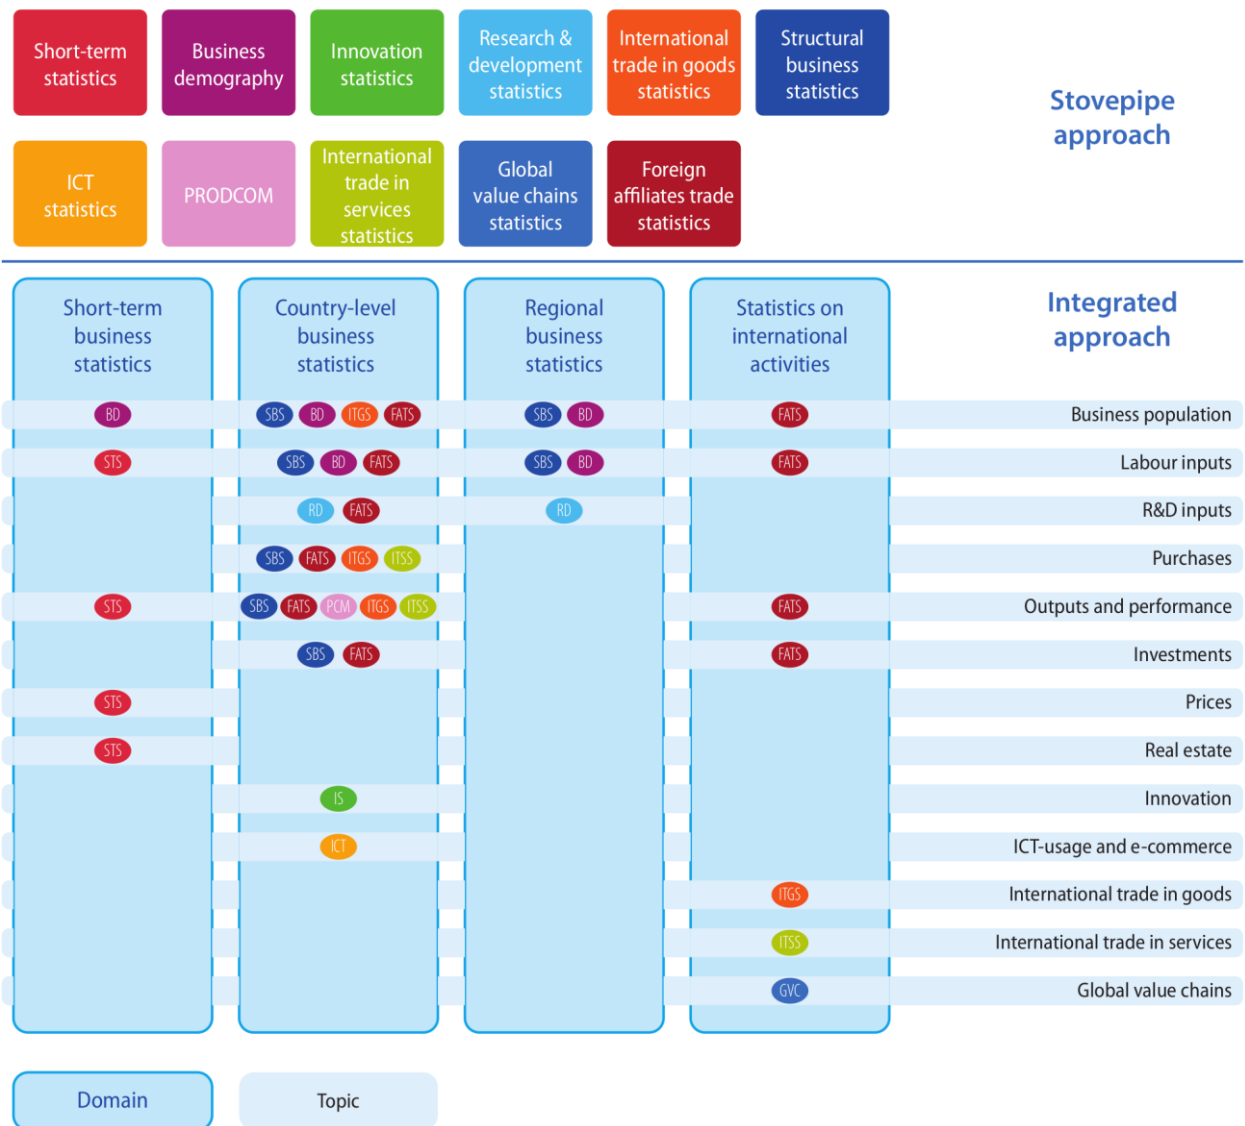 Short-term
statistics
Business
demography
Innovation
statistics
Research &
development
statistics
International
trade in goods
statistics
Structural
business
statistics
Stovepipe
approach
ICT
statistics
PRODCOM
International
trade in
services
statistics
Global
value chains
statistics
Foreign
affiliates trade
statistics
Short-term
business
statistics
Country-level
business
statistics
Regional
business
statistics
Statistics on
international
activities
Integrated
approach
BD SBS BD ITGS FATS SBS BD FATS Business population
STS SBS BD FATS SBS BD FATS Labour inputs
RD FATS RD R&D inputs
SBS FATS ITGS ITSS Purchases
STS SBS FATS PCM ITGS ITSS FATS Outputs and performance
SBS FATS FATS Investments
STS Prices
STS Real estate
IS Innovation
ICT ICT-usage and e-commerce
ITGS International trade in goods
ITSS International trade in services
GVC Global value chains
Domain
Topic